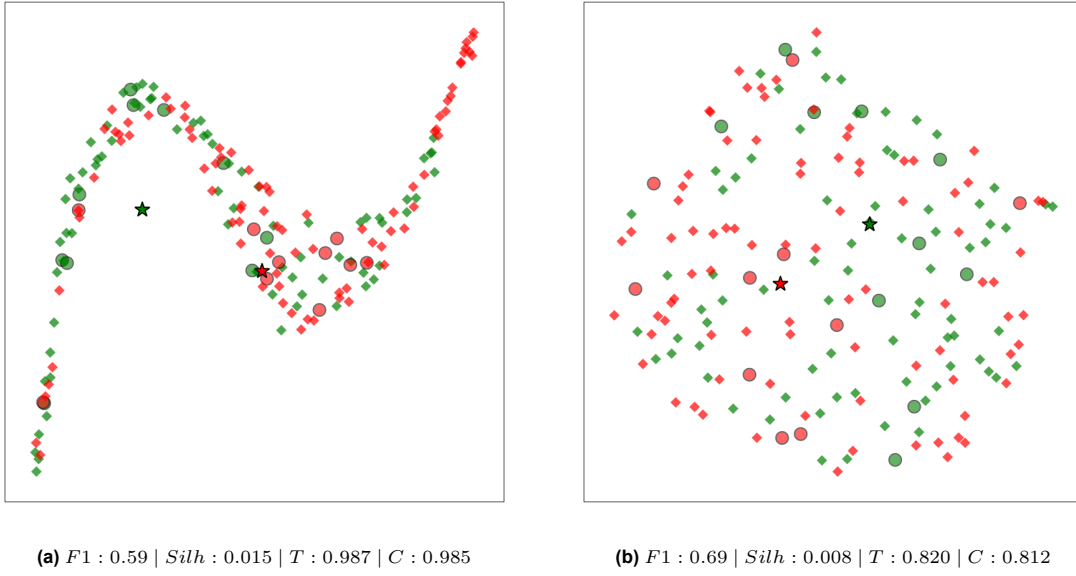 (a) F1 : 0.59 | Silh : 0.015 | T : 0.987 | C : 0.985
(b) F1 : 0.69 | Silh : 0.008 | T : 0.820 | C : 0.812